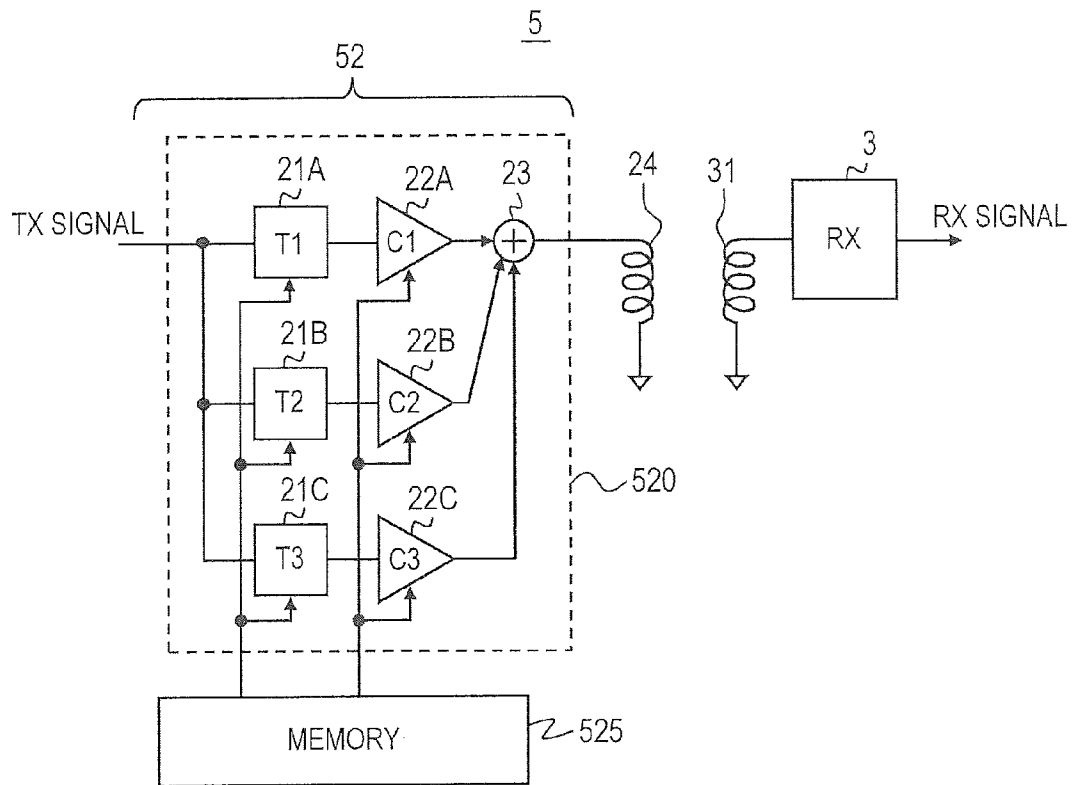 5
52
3
21A
22A
23
24
31
TX SIGNAL
T1
C1
RX
RX SIGNAL
21B
22B
T2
C2
520
21C
22C
T3
C3
MEMORY
525